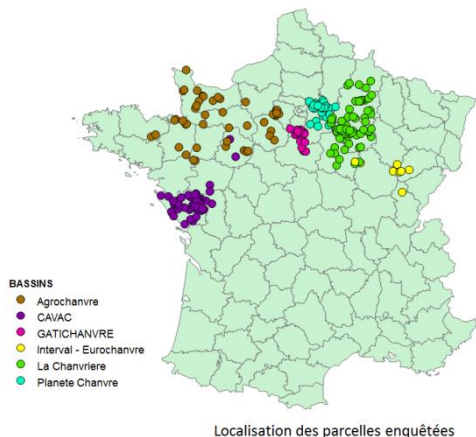 BASSINS
Agrochanvre
CAVAC
GATICHANVRE
Interval - Eurochanvre
La Chanvriere
Planete Chanvre
Localisation des parcelles enquêtées